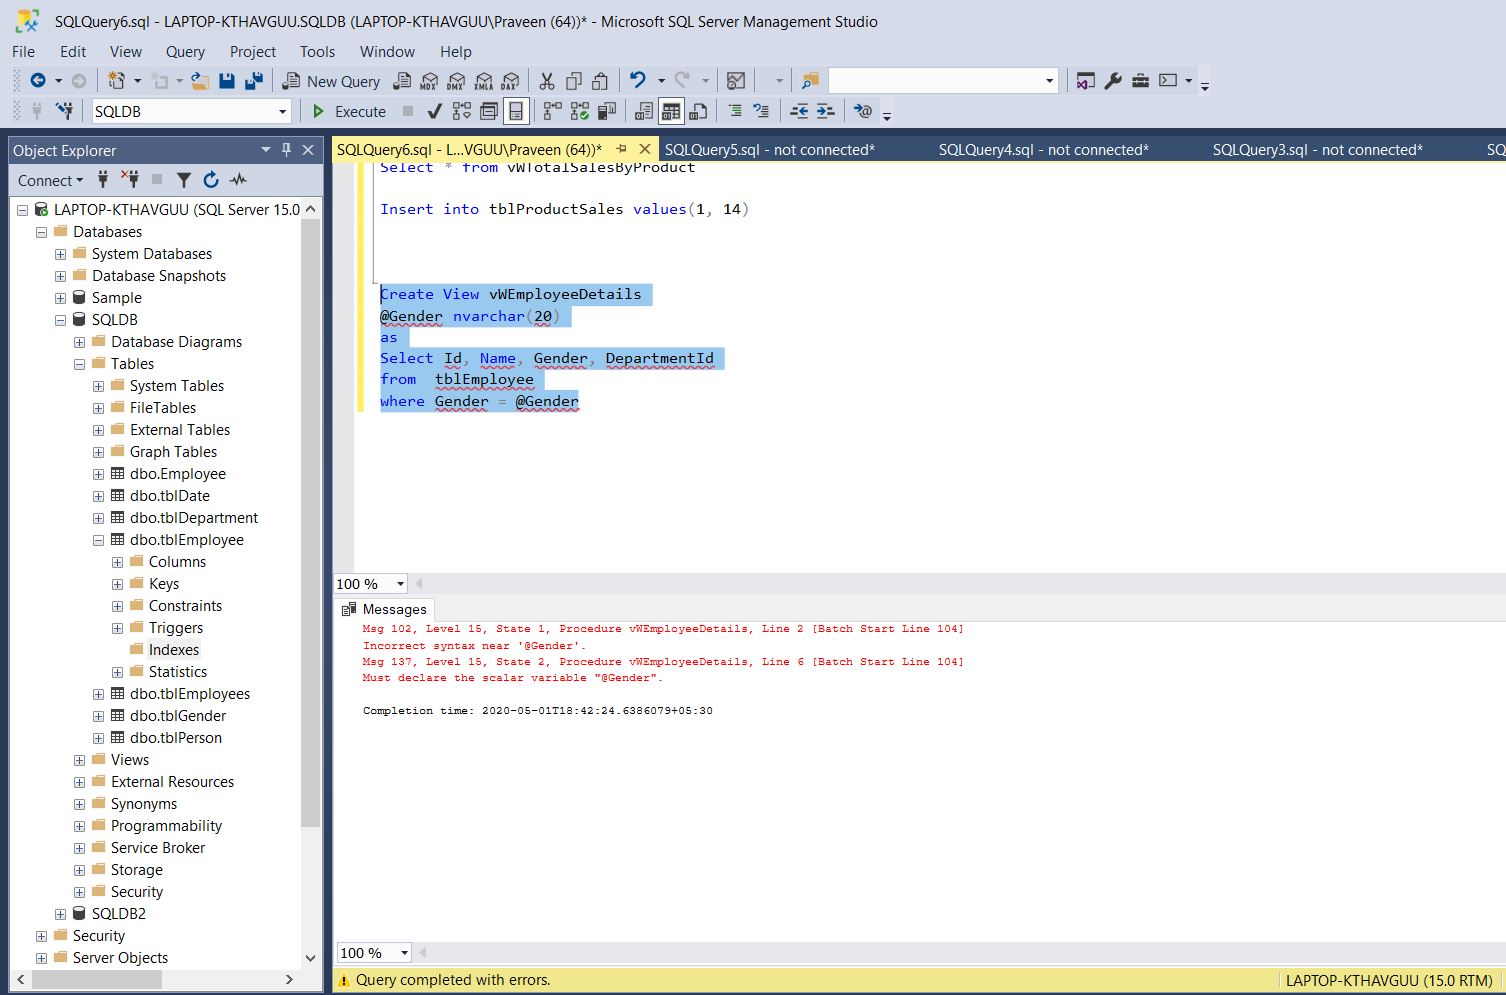 SQLQuery6.sql - LAPTOP-KTHAVGUU.SQLDB (LAPTOP-KTHAVGUU\Praveen (64))* - Microsoft SQL Server Management Studio
File Edit View Query Project Tools Window Help
New Query MDX DMX XMLA DAX
SQLDB Execute
Object Explorer
Connect
LAPTOP-KTHAVGUU (SQL Server 15.0
Databases
System Databases
Database Snapshots
Sample
SQLDB
Database Diagrams
Tables
System Tables
FileTables
External Tables
Graph Tables
dbo.Employee
dbo.tblDate
dbo.tblDepartment
dbo.tblEmployee
Columns
Keys
Constraints
Triggers
Indexes
Statistics
dbo.tblEmployees
dbo.tblGender
dbo.tblPerson
Views
External Resources
Synonyms
Programmability
Service Broker
Storage
Security
SQLDB2
Security
Server Objects
SQLQuery6.sql - L...VGUU\Praveen (64))* SQLQuery5.sql - not connected* SQLQuery4.sql - not connected* SQLQuery3.sql - not connected* SQ
Select * from vWTotalSalesByProduct
Insert into tblProductSales values(1, 14)
Create View vWEmployeeDetails
@Gender nvarchar(20)
as
Select Id, Name, Gender, DepartmentId
from tblEmployee
where Gender = @Gender
100 %
Messages
Msg 102, Level 15, State 1, Procedure vWEmployeeDetails, Line 2 [Batch Start Line 104]
Incorrect syntax near '@Gender'.
Msg 137, Level 15, State 2, Procedure vWEmployeeDetails, Line 6 [Batch Start Line 104]
Must declare the scalar variable "@Gender".
Completion time: 2020-05-01T18:42:24.6386079+05:30
100 %
Query completed with errors. LAPTOP-KTHAVGUU (15.0 RTM)